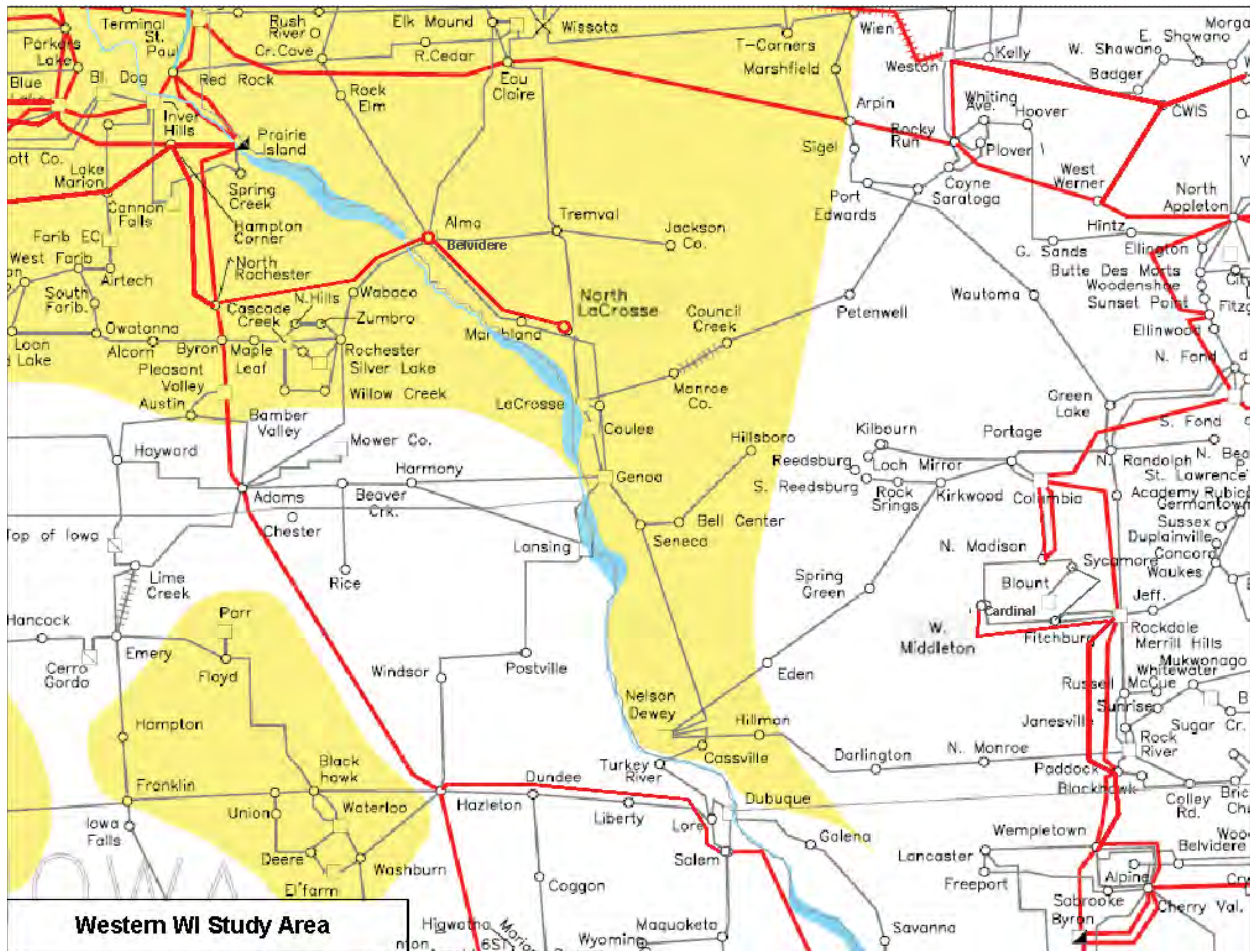 Terminal
St.
Paul
Rush
River
Elk Mound
Wissota
Wien
Kelly
Morga
E. Shawano
W. Shawano
Parkers
Lake
Cr.Cave
R.Cedar
T-Carners
Weston
Badger
Bl. Dog
Red Rock
Eau
Claire
Marshfield
Blue
Lake
Rock
Elm
Whiting
Ave.
Hoover
CWIS
Inver
Hills
Prairie
Island
Arpin
Rocky
Run
Plover
ott Co.
Sigel
Lake
Marion
Spring
Creek
Coyne
Saratoga
West
Werner
North
Appleton
Cannon
Falls
Hampton
Corner
Port
Edwards
Alma
Belvidere
Tremval
Jackson
Co.
Hintz
Farib EC
G. Sands
Ellington
West Farib
Airtech
North
Rochester
Butte Des Morts
Woodenshoe
Sunset Point
South
Farib.
N.Hills
Wabaco
North
LaCrosse
Council
Creek
Petenwell
Wautoma
Cascade
Creek
Zumbro
Ellinwood
Owatanna
Marshland
Loon
Lake
Alcorn
Byron
Maple
Leaf
Rochester
Silver Lake
N. Fond
Pleasant
Valley
Willow Creek
Monroe
Co.
Austin
LaCrosse
Green
Lake
Bamber
Valley
Coulee
Hillsboro
Kilbourn
Portage
S. Fond
Hayward
Mower Co.
Harmony
Genoa
Reedsburg
Loch Mirror
N. Randolph
N. Bea
St. Lawrence
Adams
Beaver
Crk.
S. Reedsburg
Rock
Srings
Kirkwood
Columbia
Academy Rubic
Germantown
Chester
Bell Center
Seneca
Sussex
Duplainville
Concord
Top of Iowa
Lansing
N. Madison
Sycamore
Waukes
Lime
Creek
Rice
Spring
Green
Blount
Jeff.
Hancock
Parr
Cardinal
Fitchburg
Rockdale
Merrill Hills
Emery
W.
Middleton
Cerro
Gordo
Floyd
Windsor
Postville
Eden
Mukwonago
Whitewater
Russell
McCue
Sunrise
Hampton
Nelson
Dewey
Hillman
Janesville
Sugar Cr.
Rock
River
Cassville
Darlington
N. Monroe
Black
hawk
Turkey
River
Paddock
Blackhawk
Franklin
Dundee
Union
Waterloo
Hazleton
Liberty
Dubuque
Colley
Rd.
Iowa
Falls
Lore
Galena
Wempletown
Deere
Washburn
Salem
Lancaster
Belvidere
El'farm
Freeport
Alpine
Coggon
Sabrooke
Byron
Cherry Val.
Western WI Study Area
Maquoketa
Wyoming
Savanna